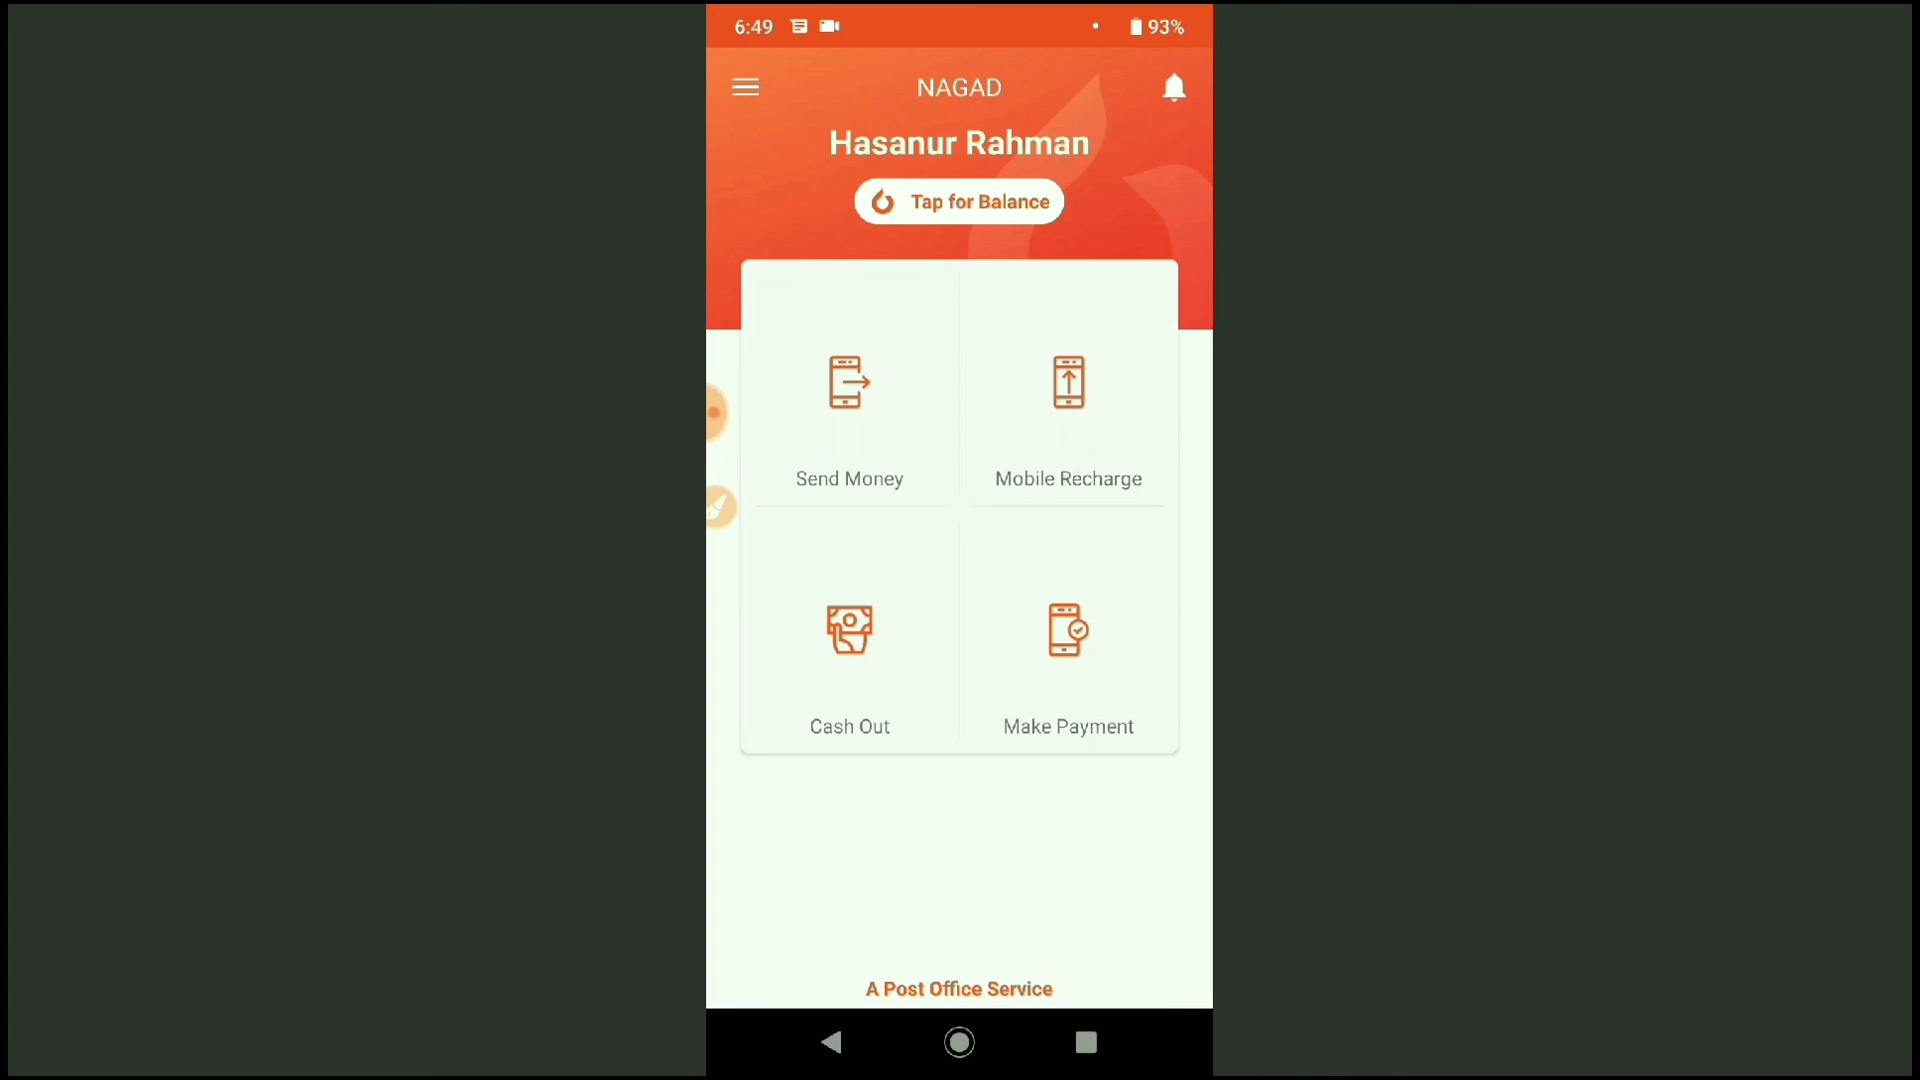 6:49
93%
NAGAD
Hasanur Rahman
Tap for Balance
Send Money
Mobile Recharge
Cash Out
Make Payment
A Post Office Service